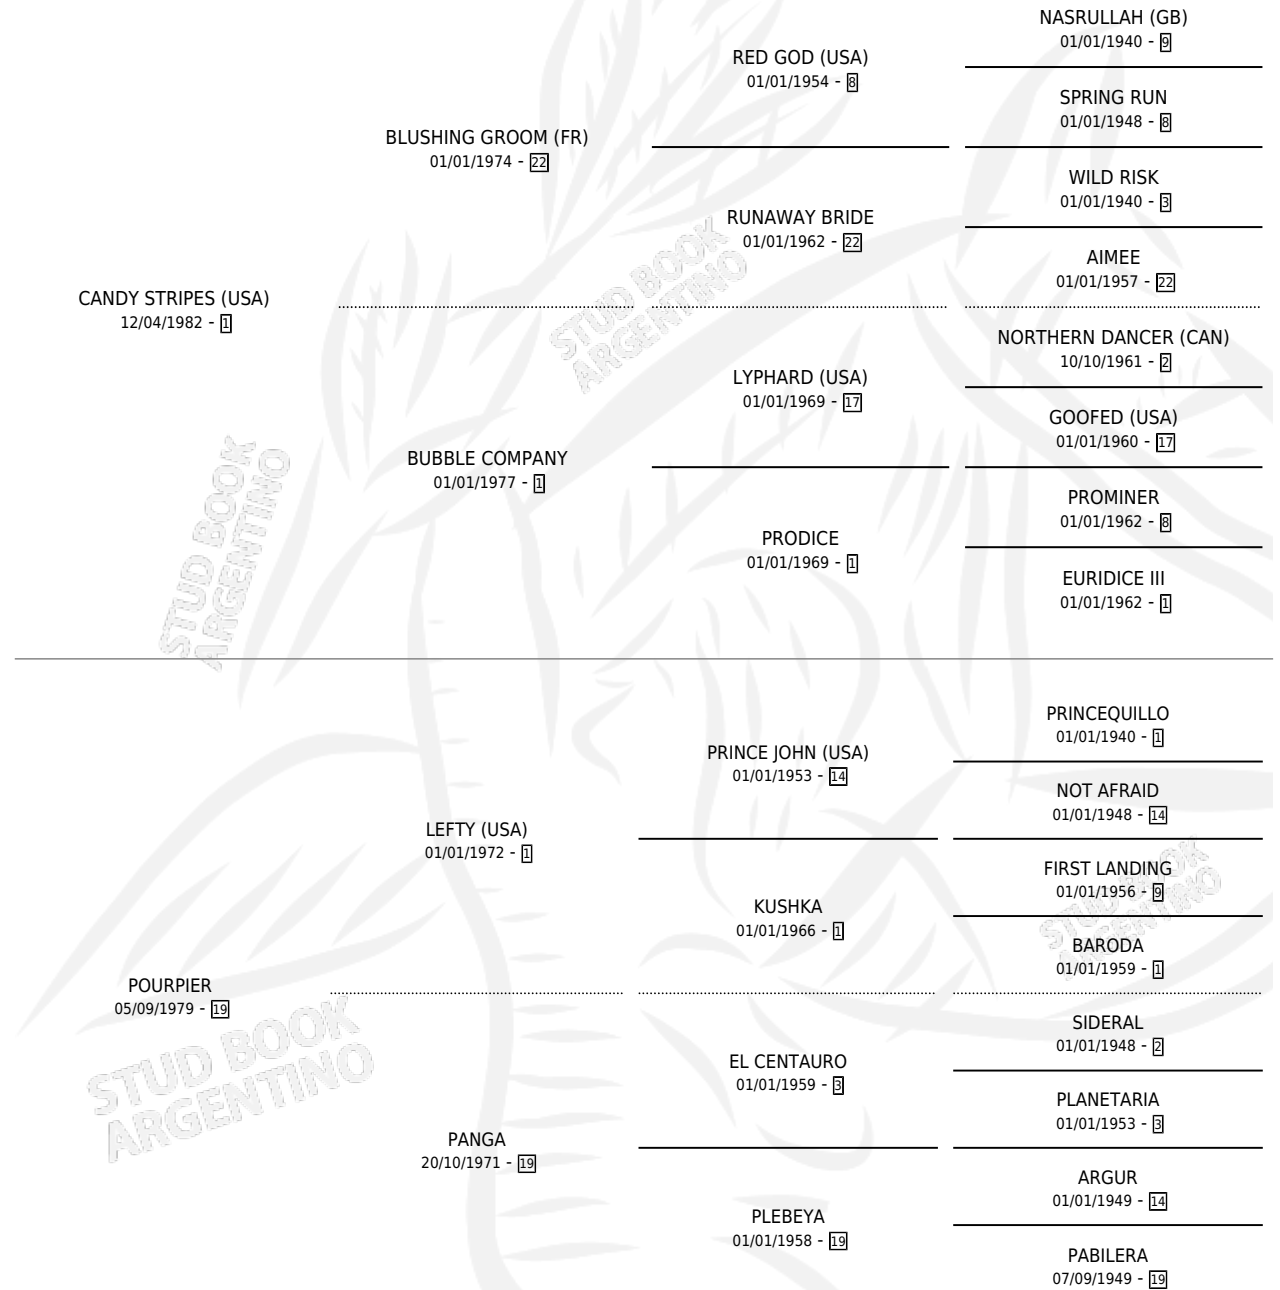 NASRULLAH (GB)
01/01/1940 - 9
RED GOD (USA)
01/01/1954 - 8
SPRING RUN
01/01/1948 - 8
BLUSHING GROOM (FR)
01/01/1974 - 22
WILD RISK
01/01/1940 - 3
RUNAWAY BRIDE
01/01/1962 - 22
AIMEE
01/01/1957 - 22
CANDY STRIPES (USA)
12/04/1982 - 1
NORTHERN DANCER (CAN)
10/10/1961 - 2
LYPHARD (USA)
01/01/1969 - 17
GOOFED (USA)
01/01/1960 - 17
BUBBLE COMPANY
01/01/1977 - 1
PROMINER
01/01/1962 - 8
PRODICE
01/01/1969 - 1
EURIDICE III
01/01/1962 - 1
STUD BOOK
ARGENTINO
STUD BOOK
ARGENTINO
PRINCEQUILLO
01/01/1940 - 1
PRINCE JOHN (USA)
01/01/1953 - 14
NOT AFRAID
01/01/1948 - 14
LEFTY (USA)
01/01/1972 - 1
FIRST LANDING
01/01/1956 - 9
KUSHKA
01/01/1966 - 1
BARODA
01/01/1959 - 1
STUD BOOK
ARGENTINO
POURPIER
05/09/1979 - 19
SIDERAL
01/01/1948 - 2
EL CENTAURO
01/01/1959 - 3
PLANETARIA
01/01/1953 - 3
STUD BOOK
ARGENTINO
PANGA
20/10/1971 - 19
ARGUR
01/01/1949 - 14
PLEBEYA
01/01/1958 - 19
PABILERA
07/09/1949 - 19